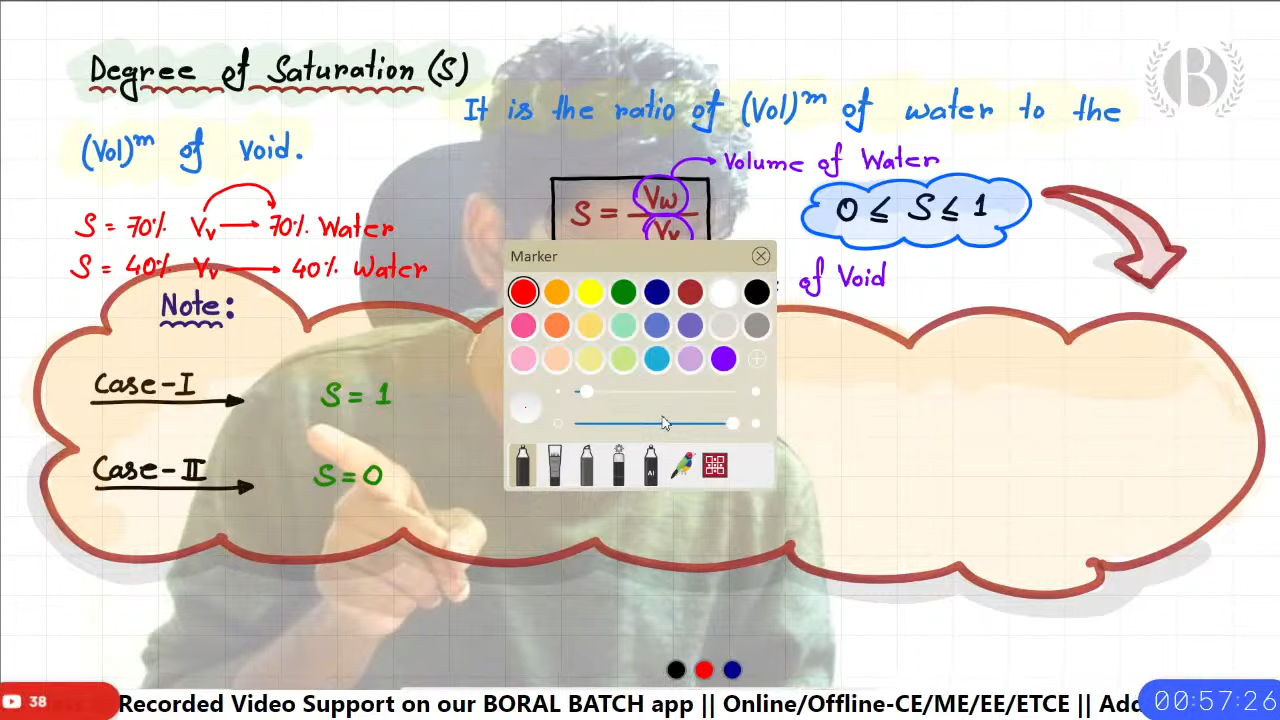 Degree of Saturation (S)
It is the ratio of (Vol)ᵐ of water to the
(Vol)ᵐ of Void.
Volume of Water
S = 70% Vᵥ → 70% Water
S = Vw/Vᵥ
0 ≤ S ≤ 1
S = 40% Vᵥ → 40% Water
of Void
Note:
Marker
Case-I → S = 1
Case-II → S = 0
AI
B
38
Recorded Video Support on our BORAL BATCH app || Online/Offline-CE/ME/EE/ETCE || Add
00:57:26